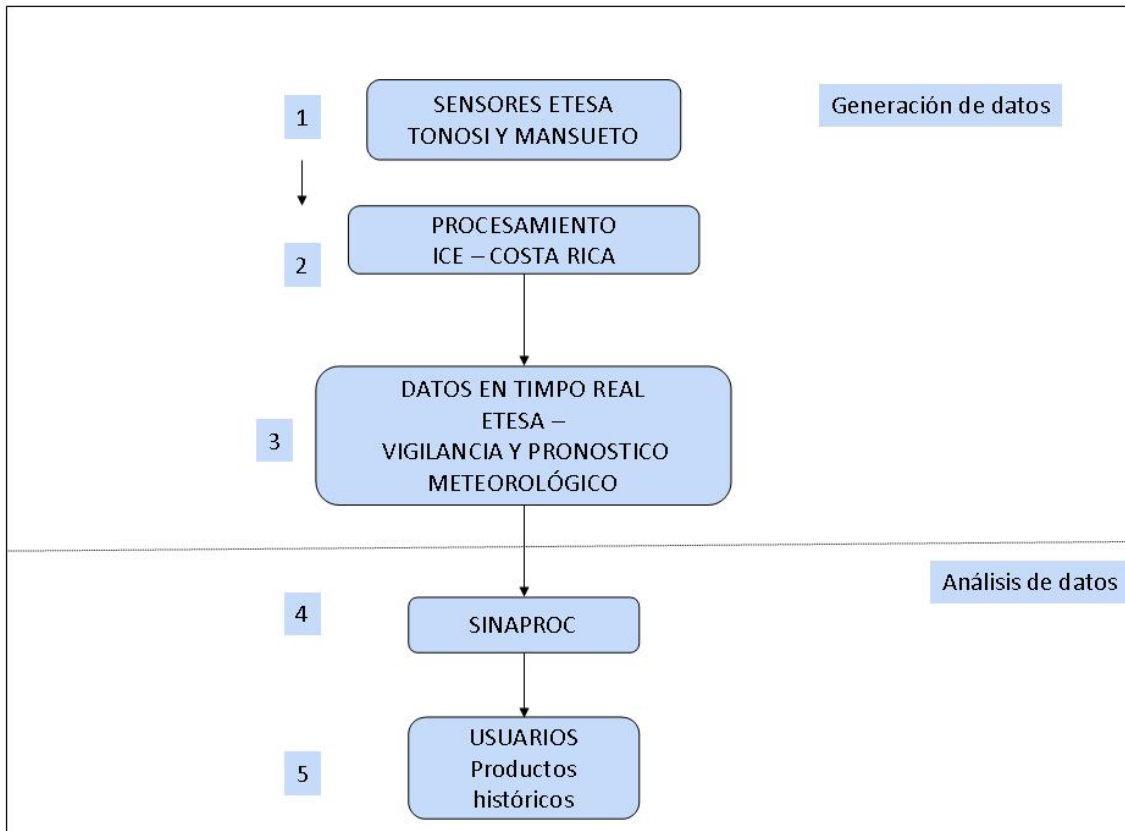 1
SENSORES ETESA
TONOSI Y MANSUETO
Generación de datos
2
PROCESAMIENTO
ICE – COSTA RICA
3
DATOS EN TIMPO REAL
ETESA –
VIGILANCIA Y PRONOSTICO
METEOROLÓGICO
Análisis de datos
4
SINAPROC
5
USUARIOS
Productos
históricos